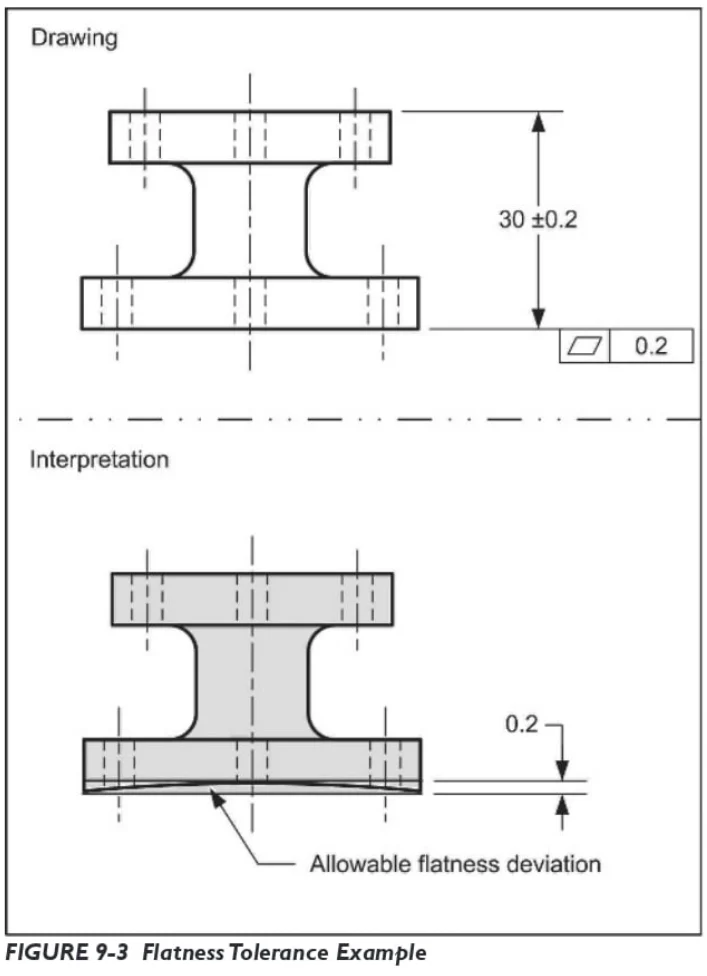 Drawing
30 ±0.2
0.2
Interpretation
0.2
Allowable flatness deviation
FIGURE 9-3 Flatness Tolerance Example